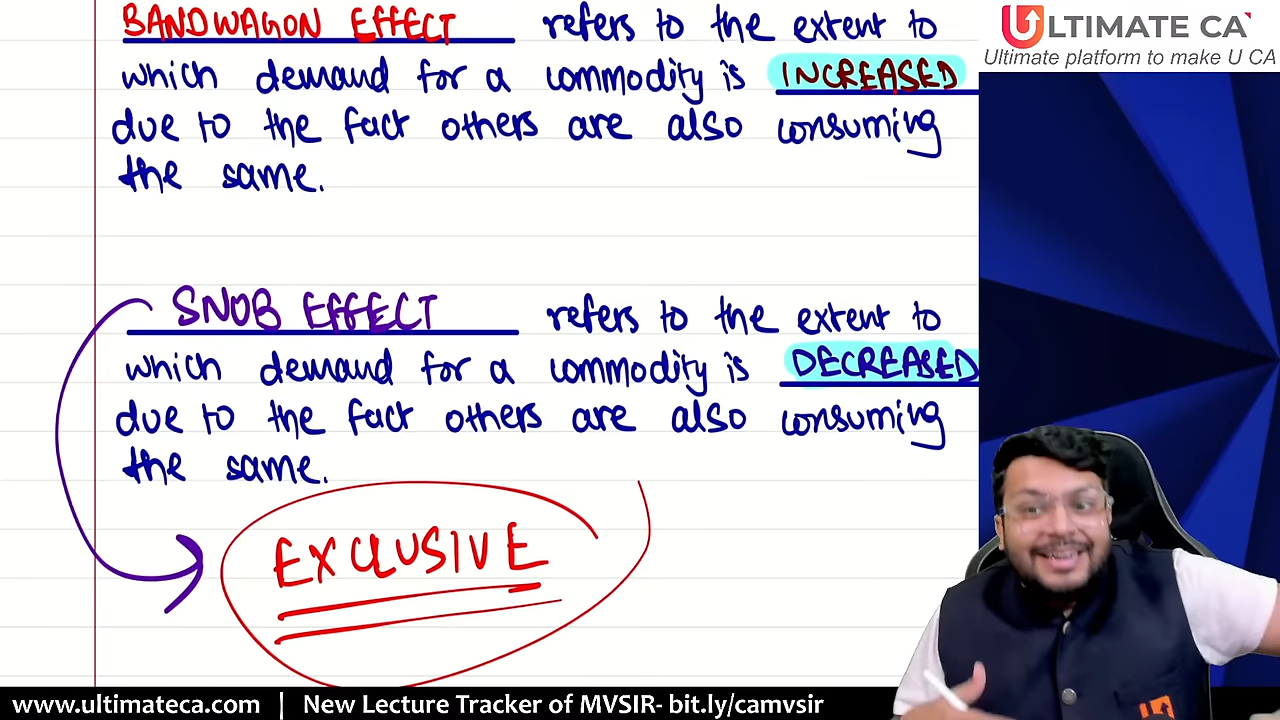 BANDWAGON EFFECT refers to the extent to
which demand for a commodity is INCREASED
due to the fact others are also consuming
the same.
SNOB EFFECT refers to the extent to
which demand for a commodity is DECREASED
due to the fact others are also consuming
the same.
EXCLUSIVE
ULTIMATE CA
Ultimate platform to make U CA
www.ultimateca.com | New Lecture Tracker of MVSIR- bit.ly/camvsir